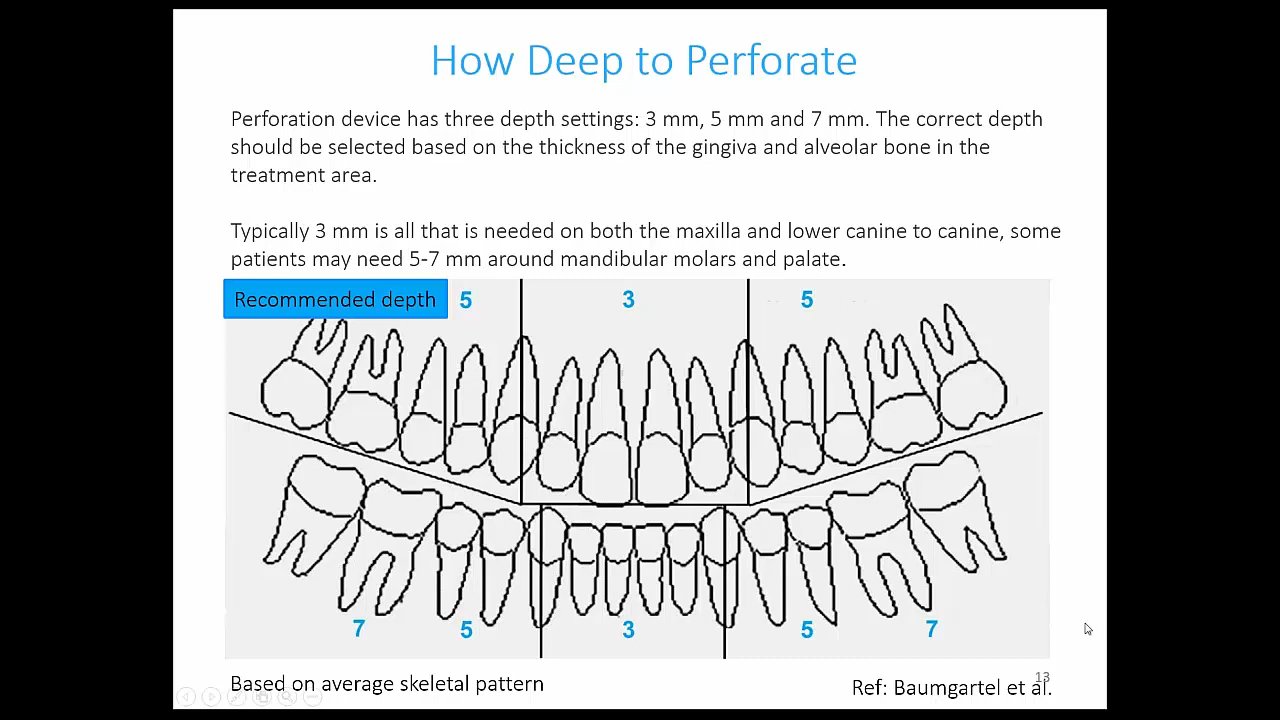 How Deep to Perforate
Perforation device has three depth settings: 3 mm, 5 mm and 7 mm. The correct depth
should be selected based on the thickness of the gingiva and alveolar bone in the
treatment area.
Typically 3 mm is all that is needed on both the maxilla and lower canine to canine, some
patients may need 5-7 mm around mandibular molars and palate.
Recommended depth 5 3 5
7 5 3 5 7
Based on average skeletal pattern
13
Ref: Baumgartel et al.